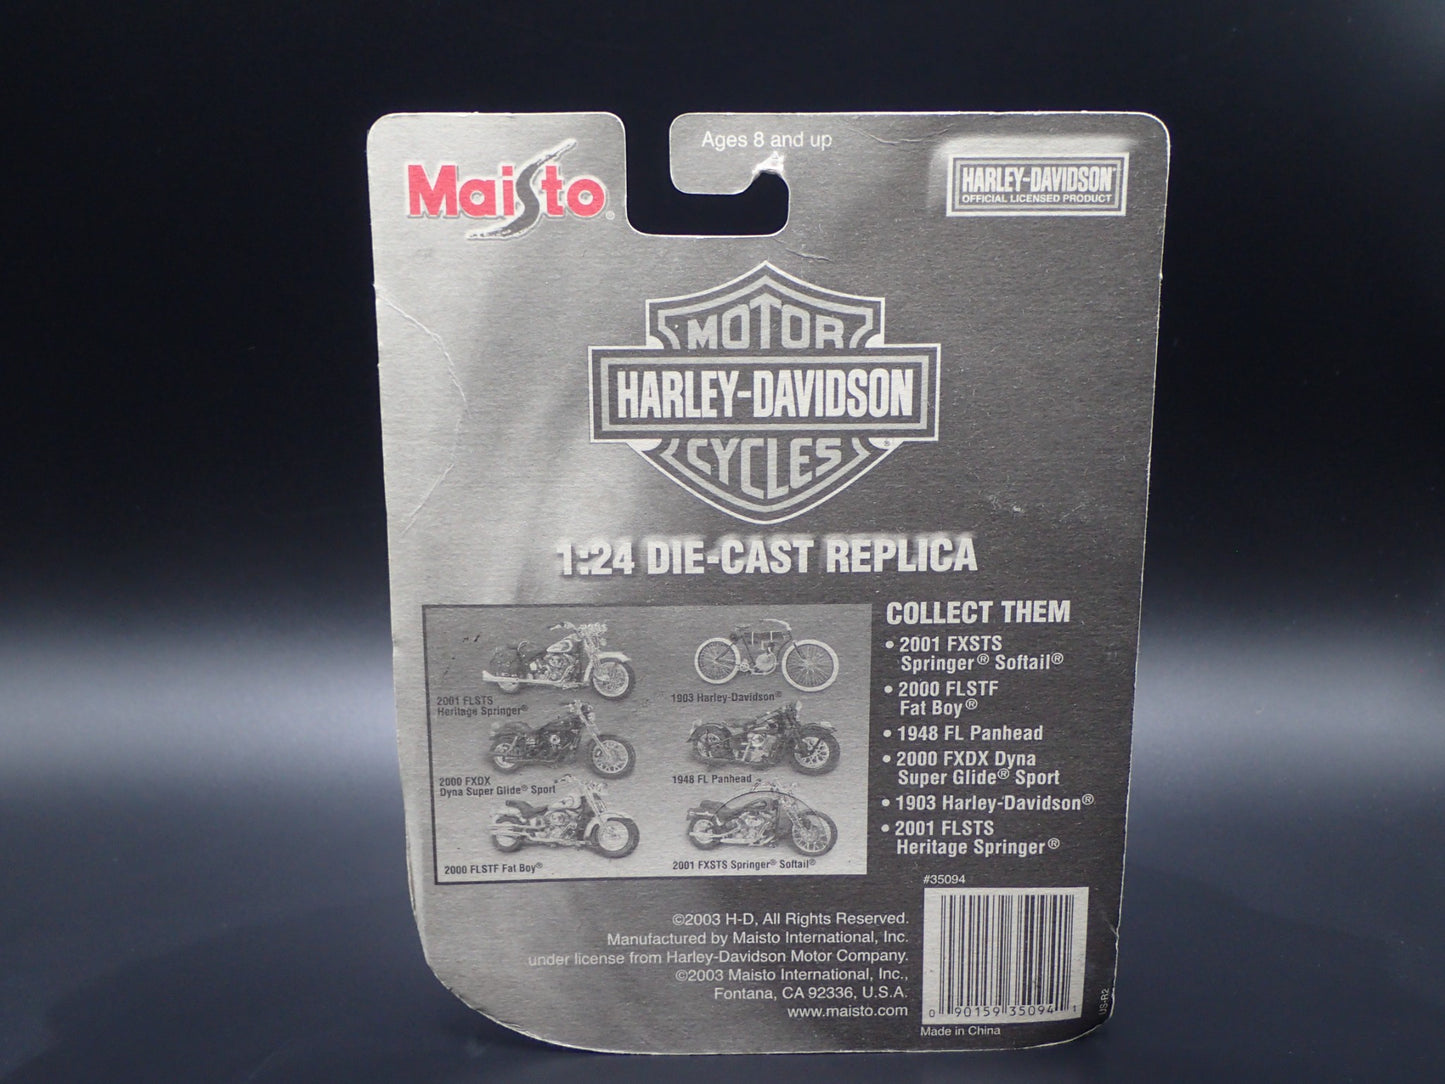 Ages 8 and up
Maisto®
HARLEY-DAVIDSON
OFFICIAL LICENSED PRODUCT
MOTOR
HARLEY-DAVIDSON
CYCLES
®
1:24 DIE-CAST REPLICA
2001 FLSTS
Heritage Springer®
1903 Harley-Davidson®
2000 FXDX
Dyna Super Glide® Sport
1948 FL Panhead
2000 FLSTF Fat Boy®
2001 FXSTS Springer® Softail®
COLLECT THEM
• 2001 FXSTS
Springer® Softail®
• 2000 FLSTF
Fat Boy®
• 1948 FL Panhead
• 2000 FXDX Dyna
Super Glide® Sport
• 1903 Harley-Davidson®
• 2001 FLSTS
Heritage Springer®
#35094
©2003 H-D, All Rights Reserved.
Manufactured by Maisto International, Inc.
under license from Harley-Davidson Motor Company.
©2003 Maisto International, Inc.,
Fontana, CA 92336, U.S.A.
www.maisto.com
0 90159 35094 1
Made in China
US-R2